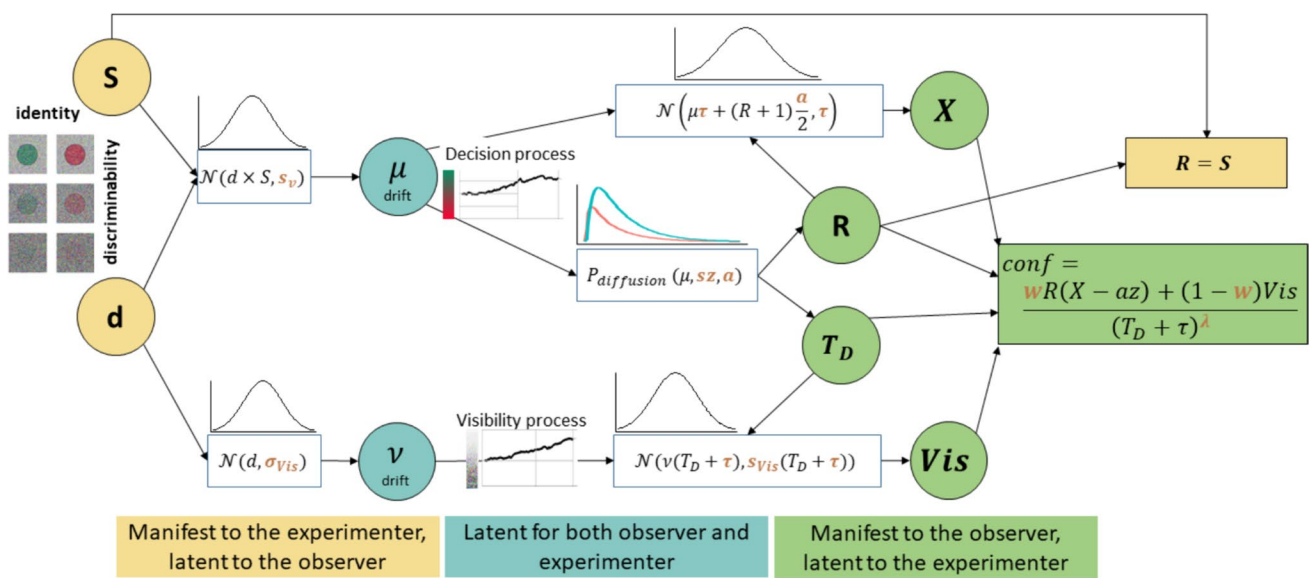 S
identity
discriminability
d
𝒩(d × S, s_v)
μ
drift
Decision process
𝒩(μτ + (R + 1) a/2, τ)
X
R = S
P_diffusion (μ, sz, a)
R
T_D
conf =
wR(X − az) + (1 − w)Vis
(T_D + τ)^λ
𝒩(d, σ_Vis)
ν
drift
Visibility process
𝒩(ν(T_D + τ), s_Vis(T_D + τ))
Vis
Manifest to the experimenter,
latent to the observer
Latent for both observer and
experimenter
Manifest to the observer,
latent to the experimenter